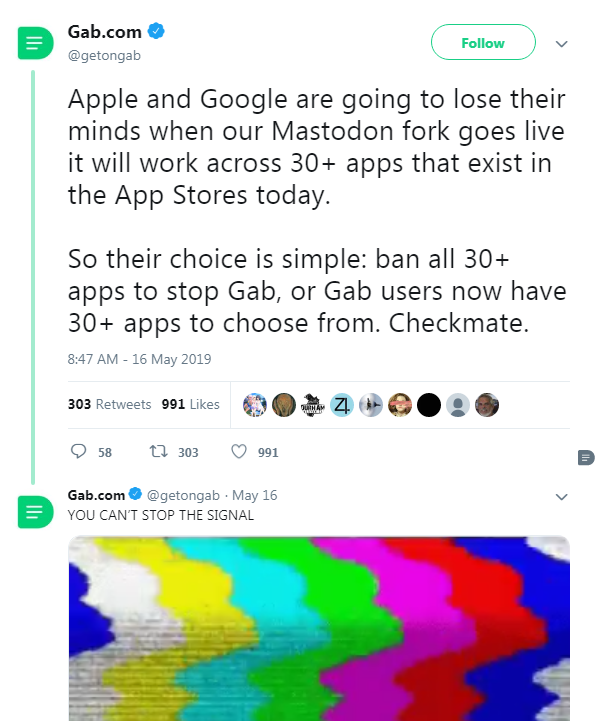 Gab.com
@getongab
Follow
Apple and Google are going to lose their
minds when our Mastodon fork goes live
it will work across 30+ apps that exist in
the App Stores today.
So their choice is simple: ban all 30+
apps to stop Gab, or Gab users now have
30+ apps to choose from. Checkmate.
8:47 AM - 16 May 2019
303 Retweets 991 Likes
58 303 991
Gab.com @getongab · May 16
YOU CAN'T STOP THE SIGNAL